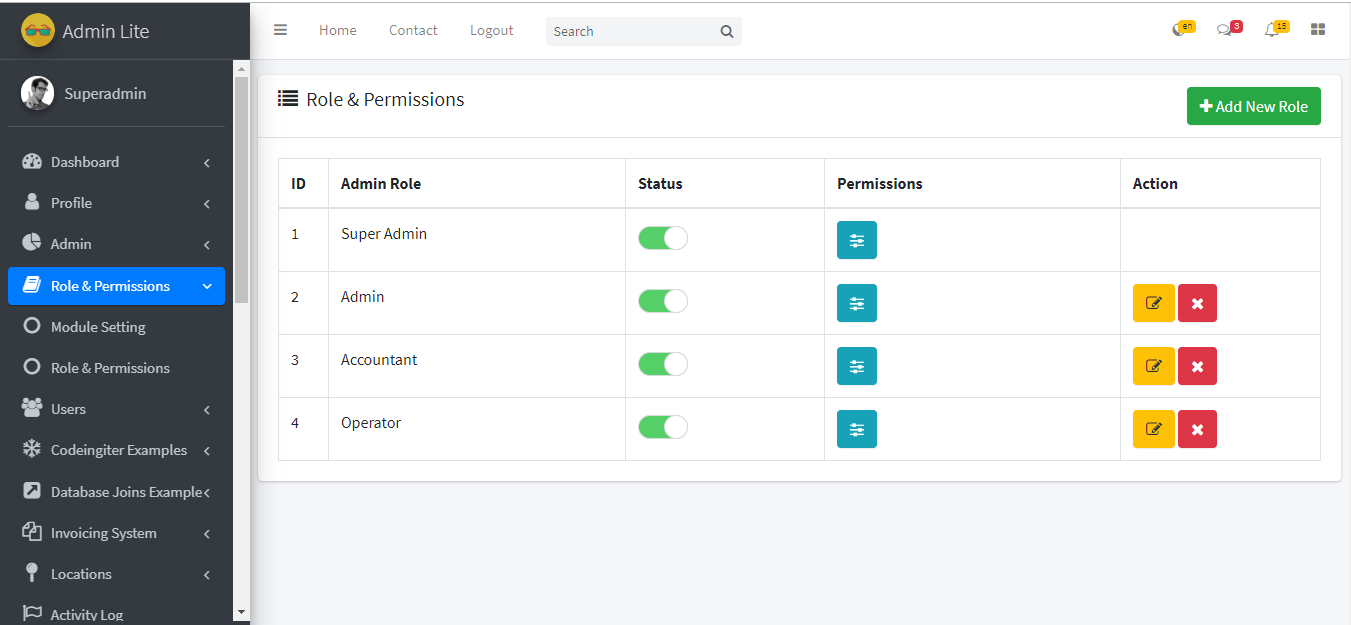 Admin Lite
Home Contact Logout Search en 3 15
Superadmin
Dashboard
Profile
Admin
Role & Permissions
Module Setting
Role & Permissions
Users
Codeingiter Examples
Database Joins Example
Invoicing System
Locations
Activity Log
Role & Permissions
Add New Role
ID Admin Role Status Permissions Action
1 Super Admin
2 Admin
3 Accountant
4 Operator